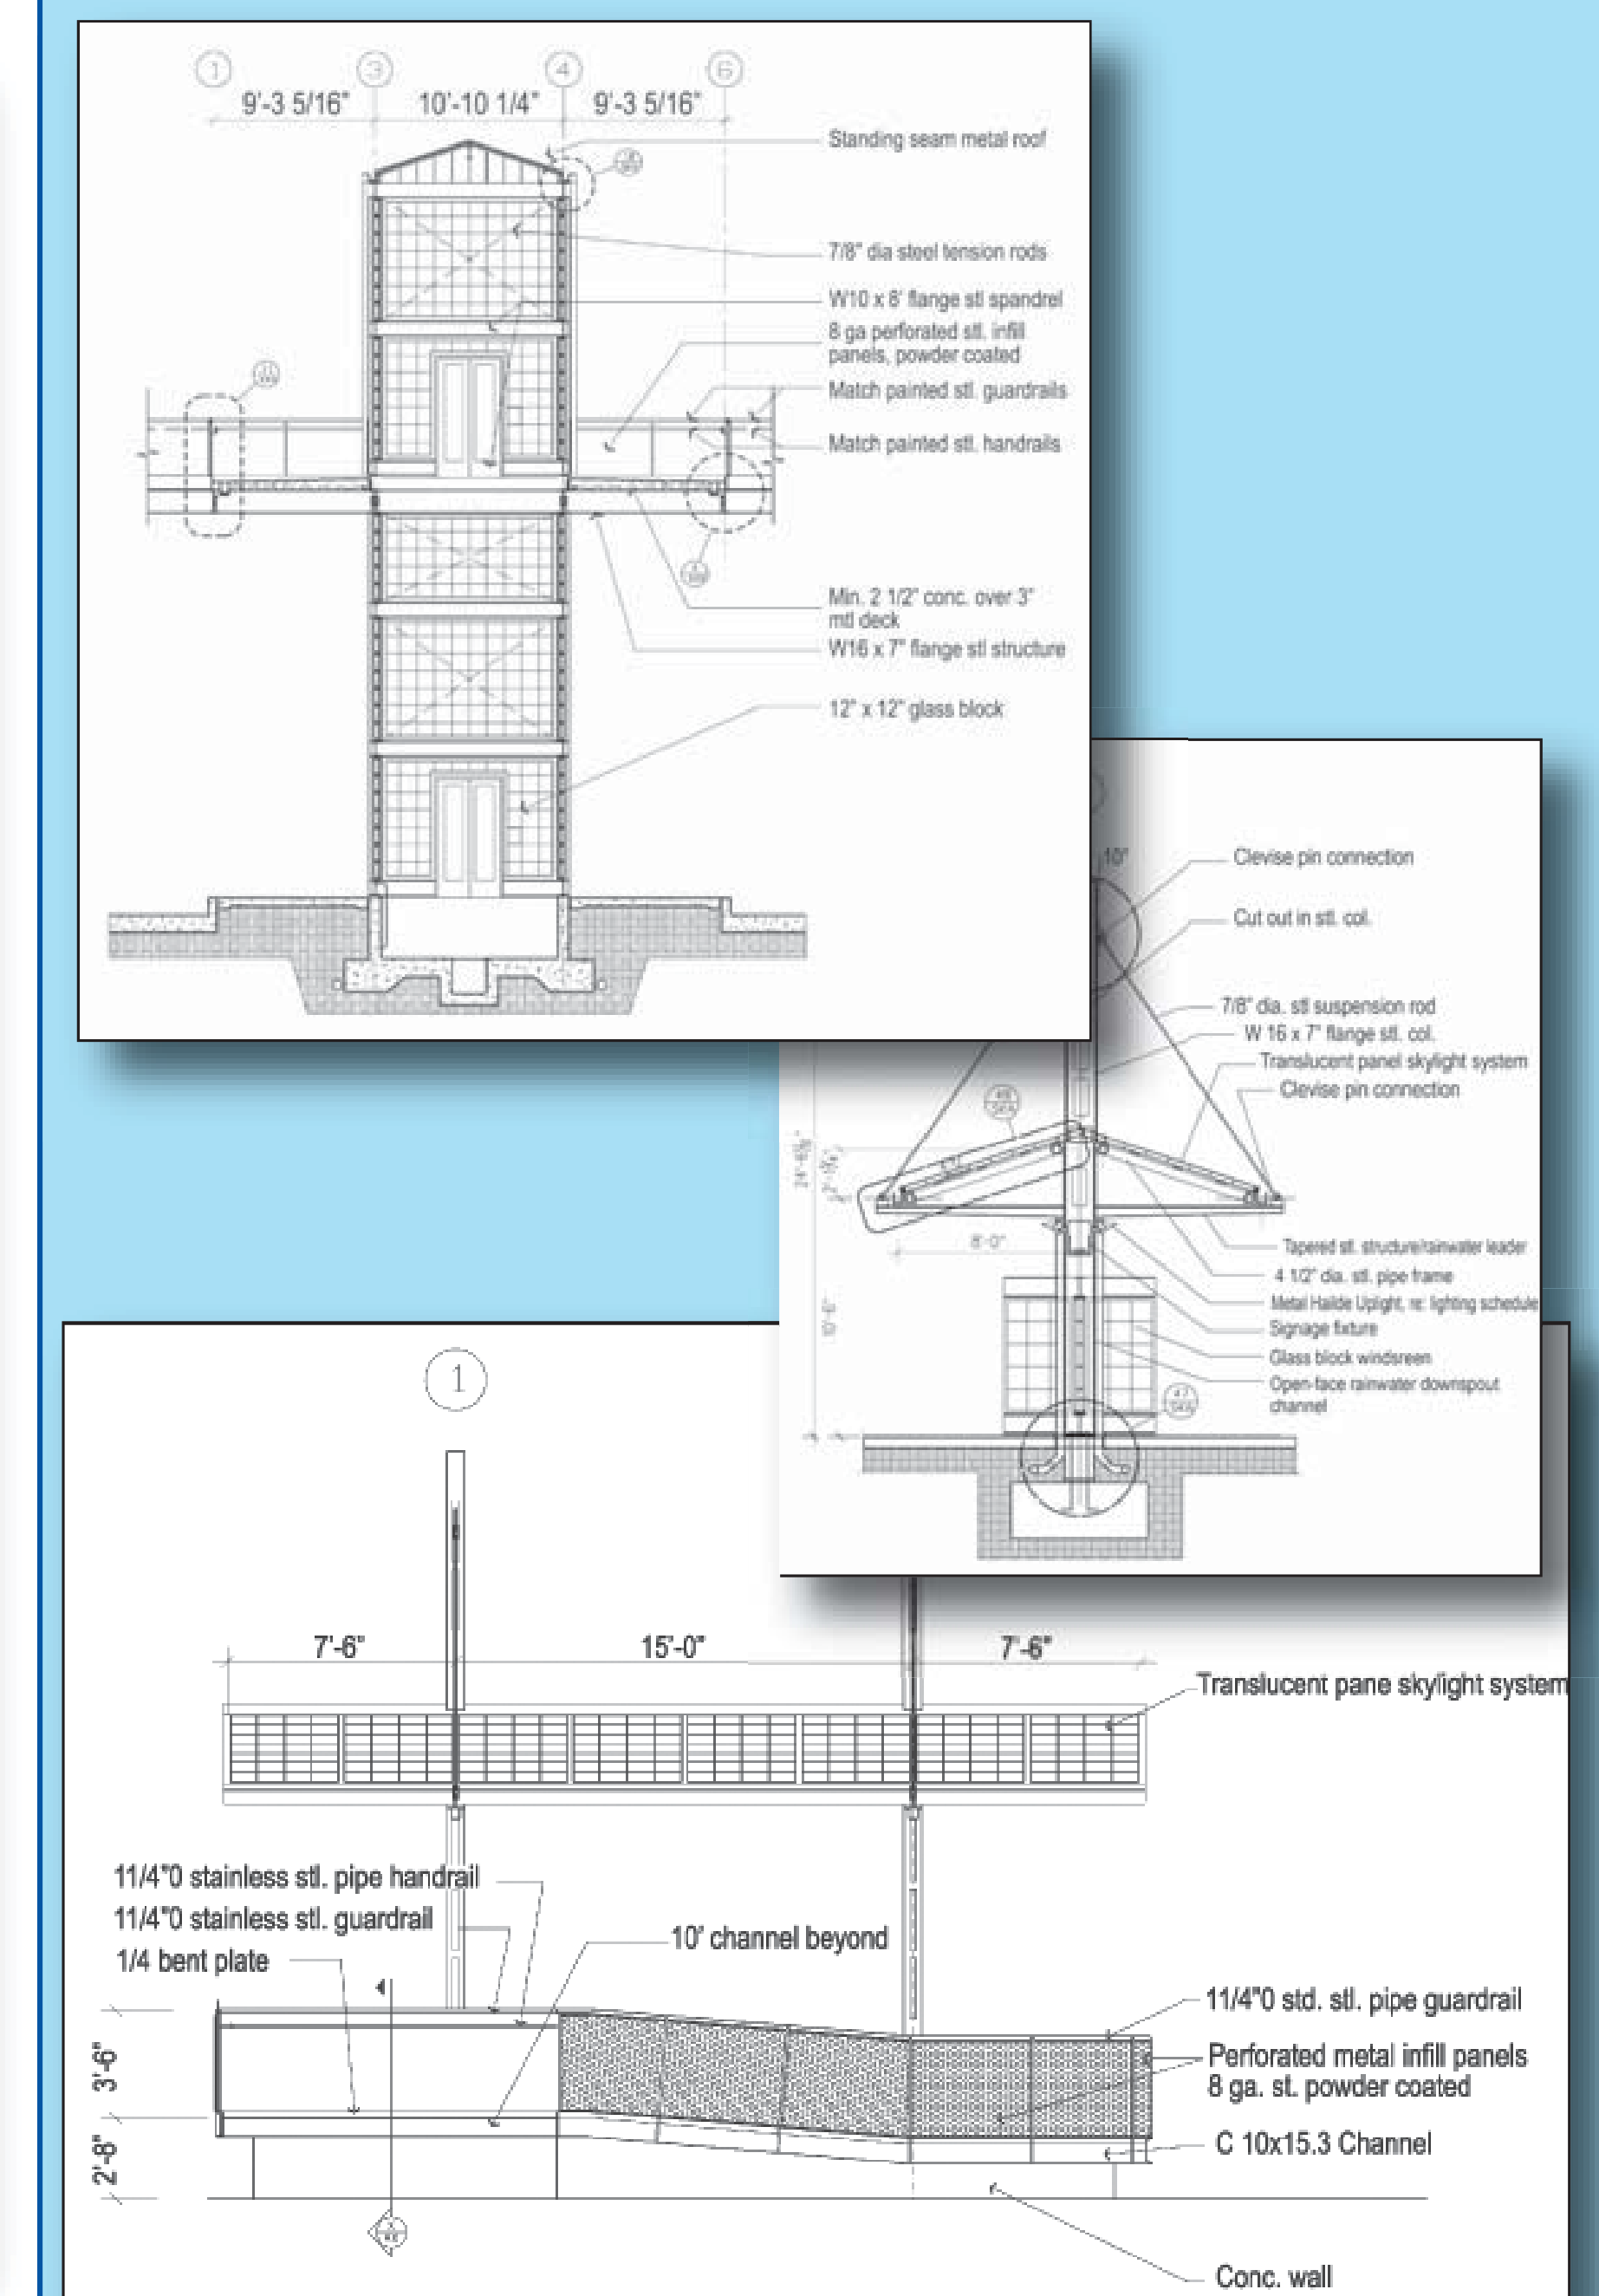 1 3 4 6
9'-3 5/16" 10'-10 1/4" 9'-3 5/16"
Standing seam metal roof
7/8" dia steel tension rods
W10 x 8' flange stl spandrel
8 ga perforated stl. infill
panels, powder coated
Match painted stl. guardrails
Match painted stl. handrails
Min. 2 1/2" conc. over 3"
mtl deck
W16 x 7" flange stl structure
12" x 12" glass block
10"
Clevise pin connection
Cut out in stl. col.
7/8" dia. stl suspension rod
W 16 x 7" flange stl. col.
Translucent panel skylight system
Clevise pin connection
8'-0"
10'-6"
Tapered stl. structure/rainwater leader
4 1/2" dia. stl. pipe frame
Metal Hailde Uplight, re: lighting schedule
Signage fixture
Glass block windsreen
Open-face rainwater downspout
channel
1
7'-6" 15'-0" 7'-6"
Translucent pane skylight system
11/4"0 stainless stl. pipe handrail
11/4"0 stainless stl. guardrail
1/4 bent plate
10' channel beyond
3'-6"
2'-8"
11/4"0 std. stl. pipe guardrail
Perforated metal infill panels
8 ga. st. powder coated
C 10x15.3 Channel
Conc. wall